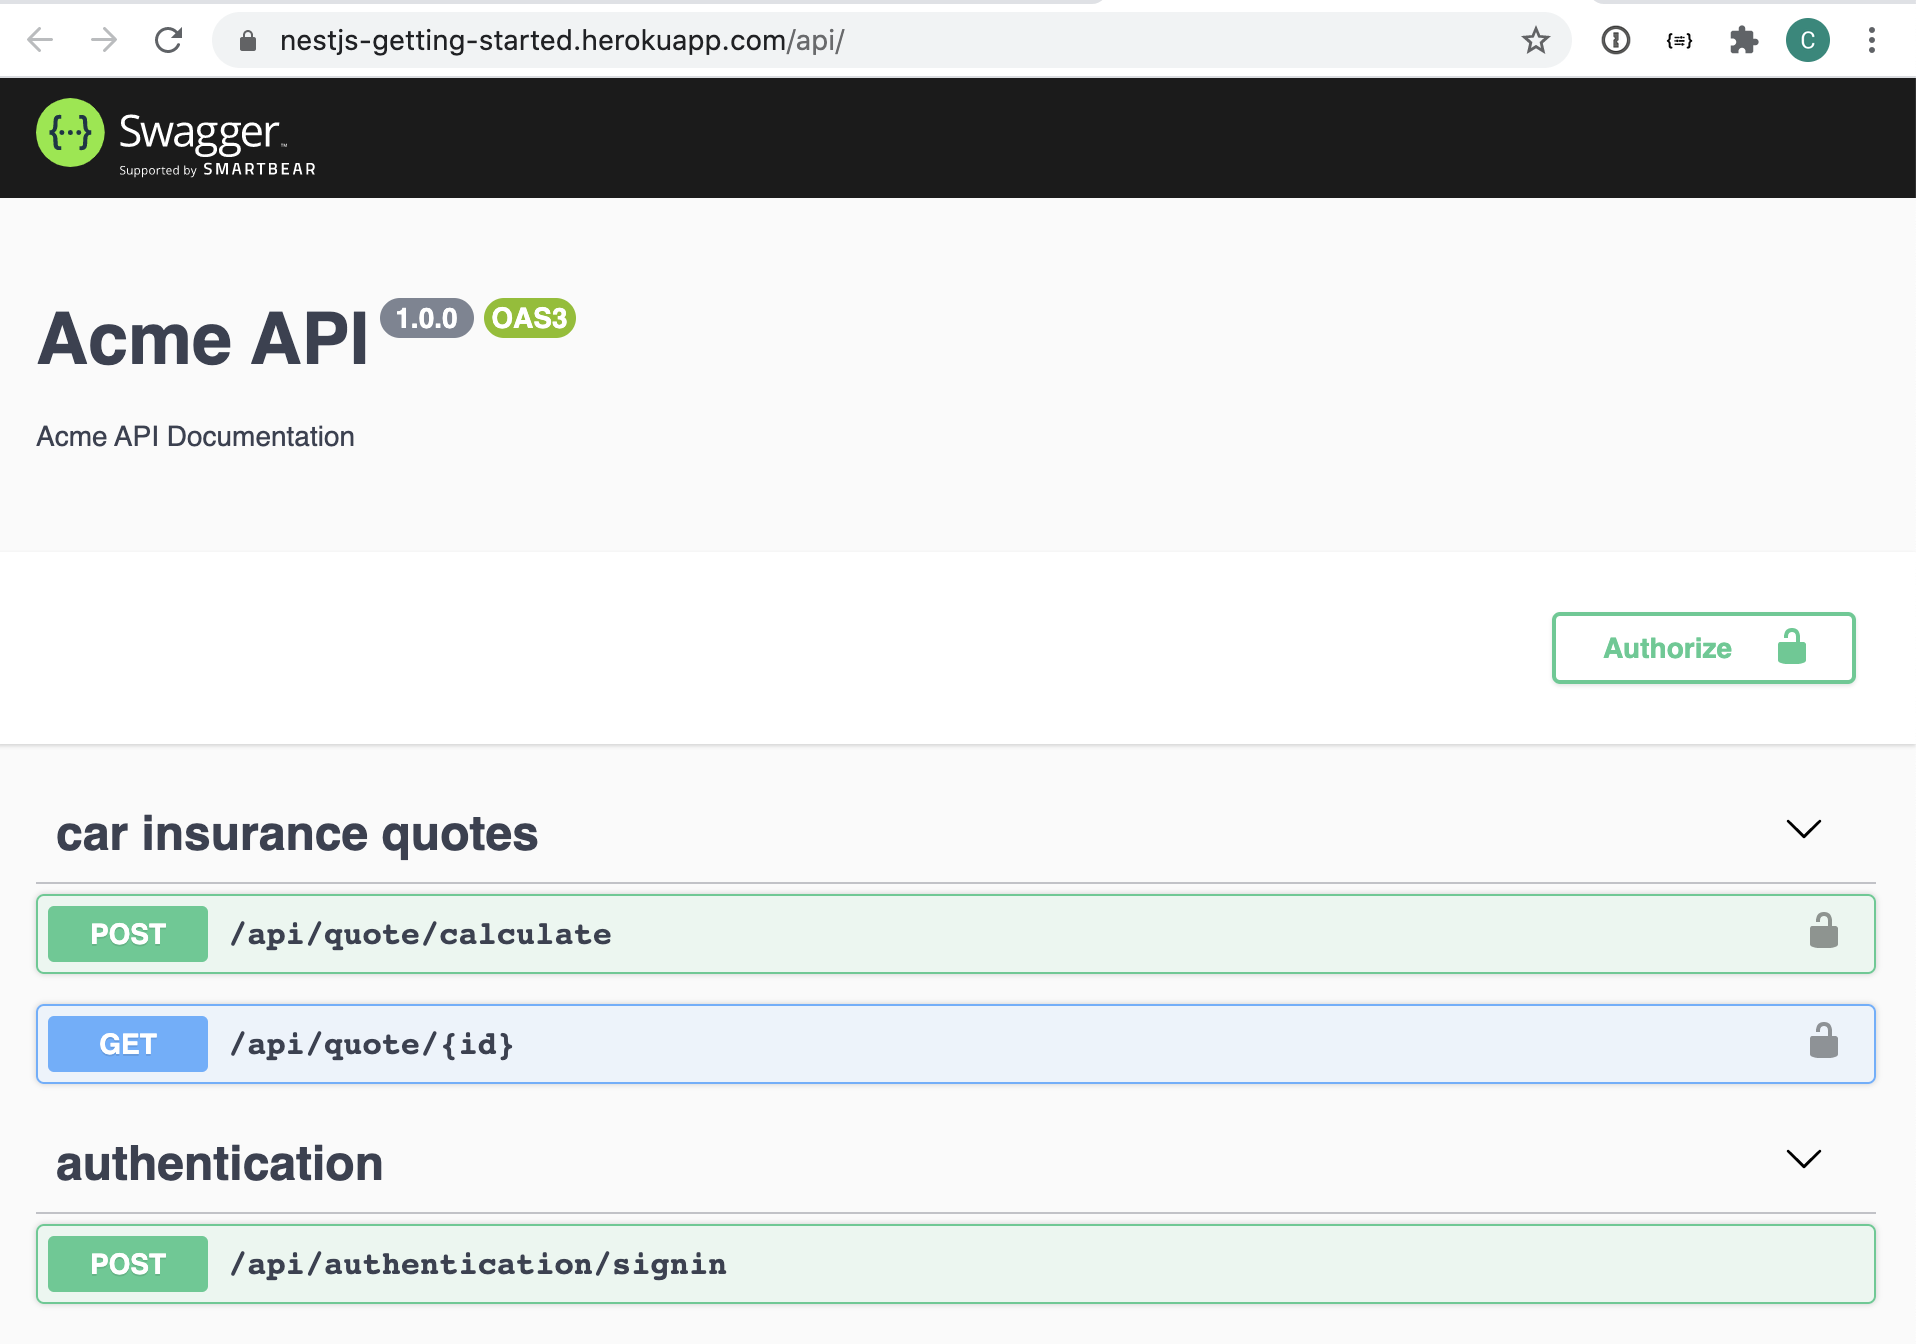 nestjs-getting-started.herokuapp.com/api/
C
{···} Swagger™
Supported by SMARTBEAR
Acme API 1.0.0 OAS3
Acme API Documentation
Authorize
car insurance quotes
POST /api/quote/calculate
GET /api/quote/{id}
authentication
POST /api/authentication/signin